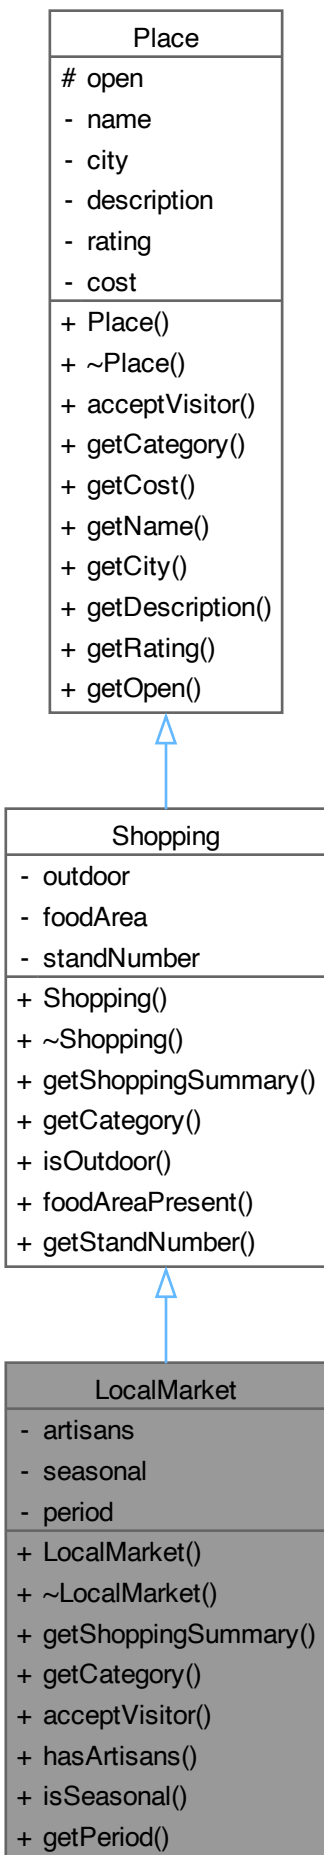 Place
# open
- name
- city
- description
- rating
- cost
+ Place()
+ ~Place()
+ acceptVisitor()
+ getCategory()
+ getCost()
+ getName()
+ getCity()
+ getDescription()
+ getRating()
+ getOpen()
Shopping
- outdoor
- foodArea
- standNumber
+ Shopping()
+ ~Shopping()
+ getShoppingSummary()
+ getCategory()
+ isOutdoor()
+ foodAreaPresent()
+ getStandNumber()
LocalMarket
- artisans
- seasonal
- period
+ LocalMarket()
+ ~LocalMarket()
+ getShoppingSummary()
+ getCategory()
+ acceptVisitor()
+ hasArtisans()
+ isSeasonal()
+ getPeriod()